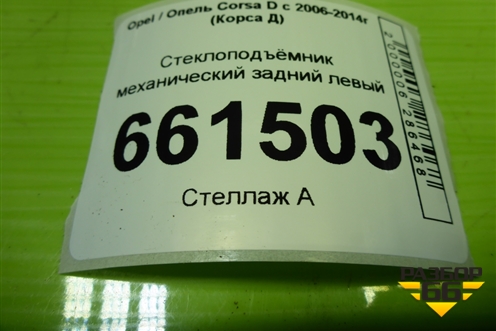 Opel / Опель Corsa D с 2006-2014г
(Корса Д)
Стеклоподъёмник
механический задний левый
661503
Стеллаж А
2000006286468
РАЗБОР
66